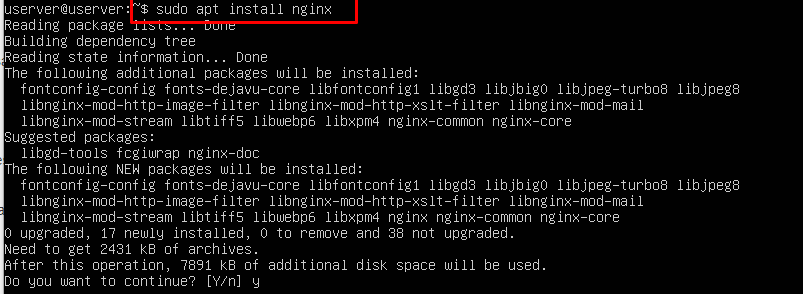 userver@userver:~$ sudo apt install nginx
Reading package lists... Done
Building dependency tree
Reading state information... Done
The following additional packages will be installed:
  fontconfig-config fonts-dejavu-core libfontconfig1 libgd3 libjbig0 libjpeg-turbo8 libjpeg8
  libnginx-mod-http-image-filter libnginx-mod-http-xslt-filter libnginx-mod-mail
  libnginx-mod-stream libtiff5 libwebp6 libxpm4 nginx-common nginx-core
Suggested packages:
  libgd-tools fcgiwrap nginx-doc
The following NEW packages will be installed:
  fontconfig-config fonts-dejavu-core libfontconfig1 libgd3 libjbig0 libjpeg-turbo8 libjpeg8
  libnginx-mod-http-image-filter libnginx-mod-http-xslt-filter libnginx-mod-mail
  libnginx-mod-stream libtiff5 libwebp6 libxpm4 nginx nginx-common nginx-core
0 upgraded, 17 newly installed, 0 to remove and 38 not upgraded.
Need to get 2431 kB of archives.
After this operation, 7891 kB of additional disk space will be used.
Do you want to continue? [Y/n] y